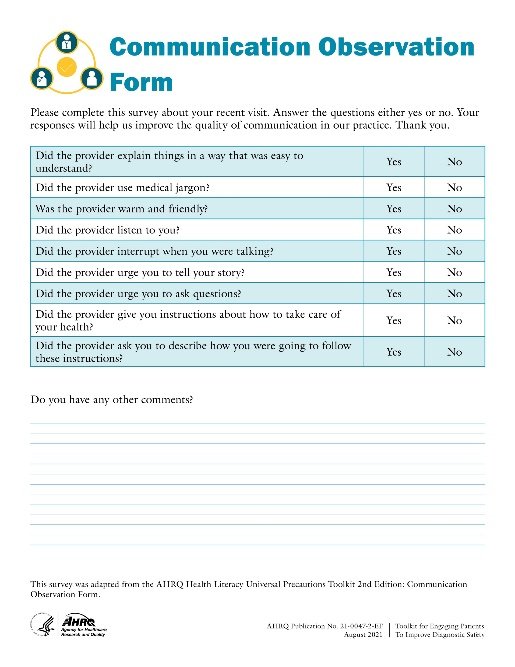 Communication Observation
Form
Please complete this survey about your recent visit. Answer the questions either yes or no. Your
responses will help us improve the quality of communication in our practice. Thank you.
Did the provider explain things in a way that was easy to
understand?
Yes
No
Did the provider use medical jargon?
Yes
No
Was the provider warm and friendly?
Yes
No
Did the provider listen to you?
Yes
No
Did the provider interrupt when you were talking?
Yes
No
Did the provider urge you to tell your story?
Yes
No
Did the provider urge you to ask questions?
Yes
No
Did the provider give you instructions about how to take care of
your health?
Yes
No
Did the provider ask you to describe how you were going to follow
these instructions?
Yes
No
Do you have any other comments?
This survey was adapted from the AHRQ Health Literacy Universal Precautions Toolkit 2nd Edition: Communication
Observation Form.
AHRQ
Agency for Healthcare
Research and Quality
AHRQ Publication No. 21-0047-2-EF
August 2021
Toolkit for Engaging Patients
To Improve Diagnostic Safety